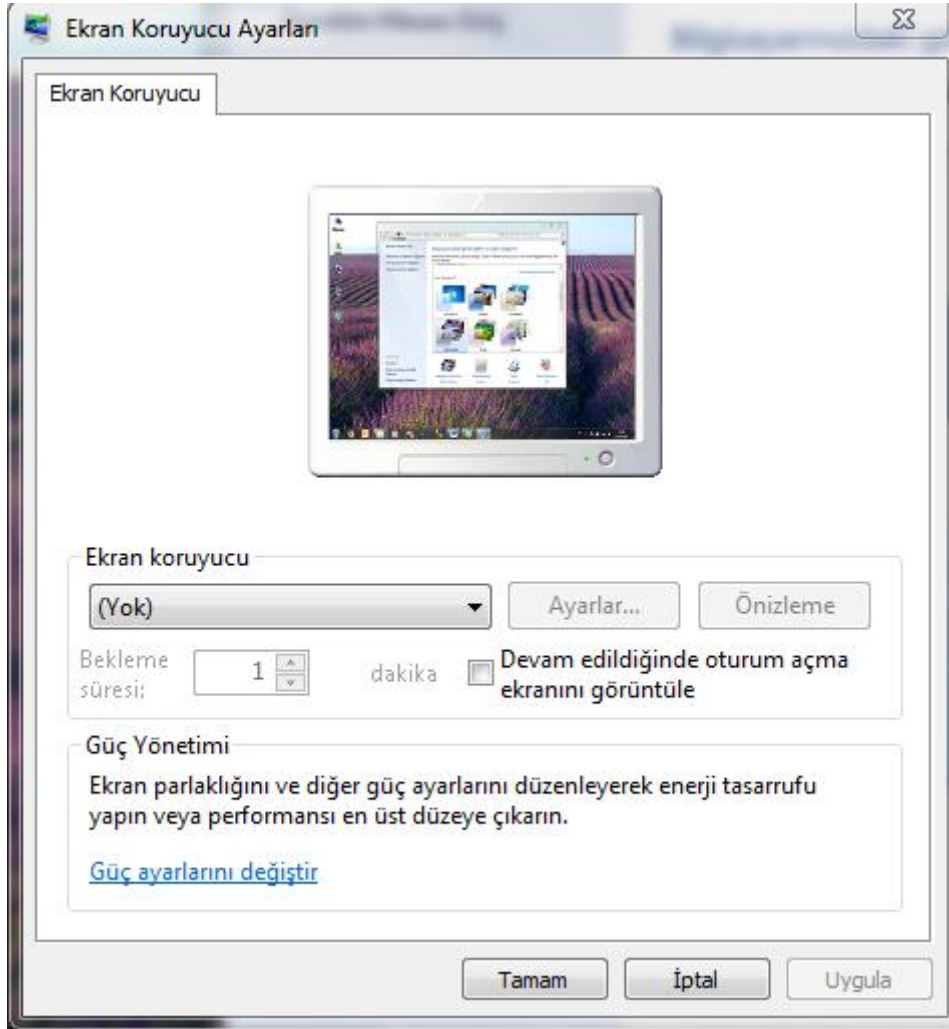 Ekran Koruyucu Ayarları
Ekran Koruyucu
Ekran koruyucu
(Yok)
Ayarlar...
Önizleme
Bekleme
süresi:
1
dakika
Devam edildiğinde oturum açma
ekranını görüntüle
Güç Yönetimi
Ekran parlaklığını ve diğer güç ayarlarını düzenleyerek enerji tasarrufu
yapın veya performansı en üst düzeye çıkarın.
Güç ayarlarını değiştir
Tamam
İptal
Uygula